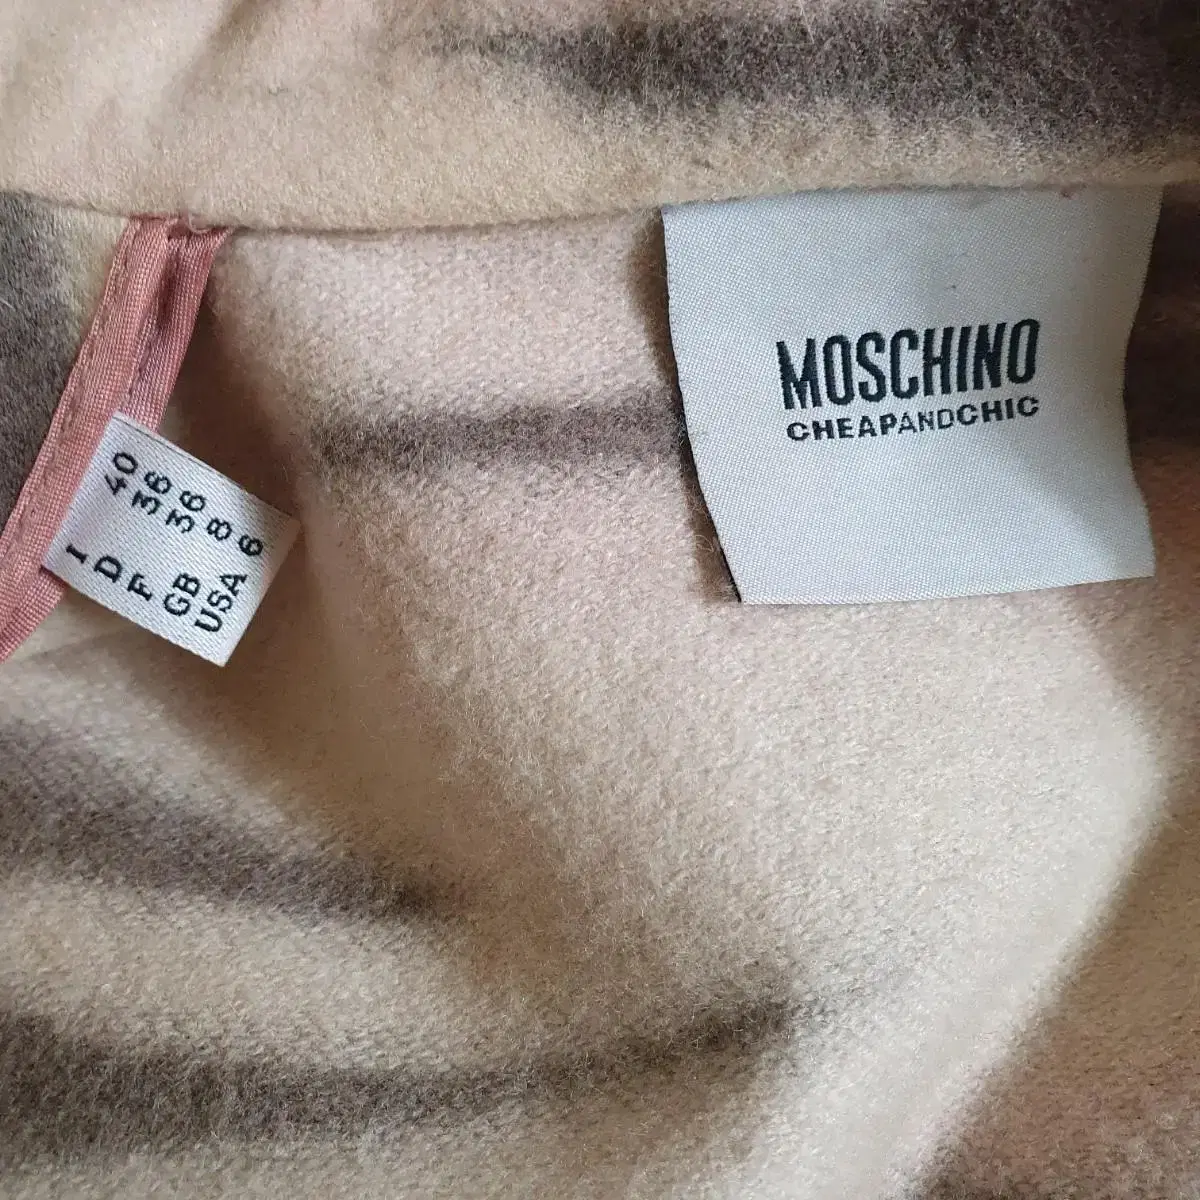 MOSCHINO
CHEAPANDCHIC
I 40
D 36
F 36
GB 8
USA 6